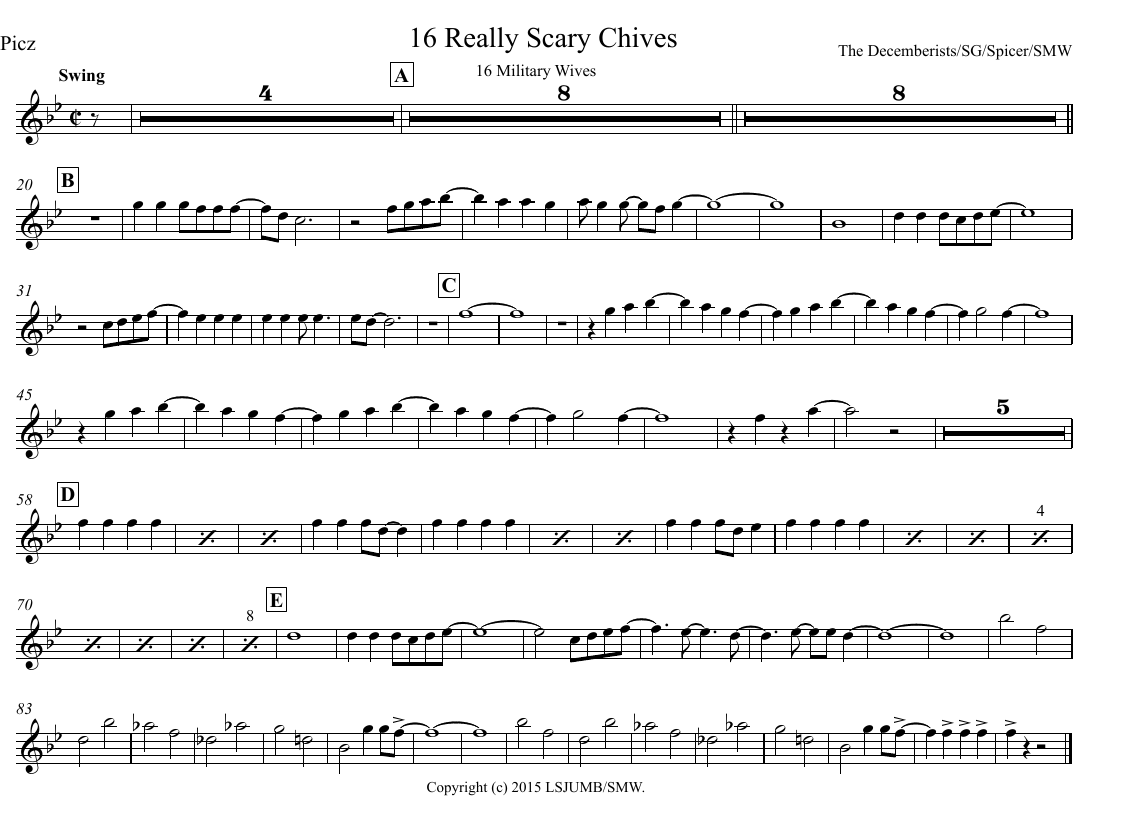 16 Really Scary Chives
Picz
The Decemberists/SG/Spicer/SMW
16 Military Wives
Swing
A
4 8 8
20 B
31
C
45
5
58 D
4
70
8
E
83
Copyright (c) 2015 LSJUMB/SMW.